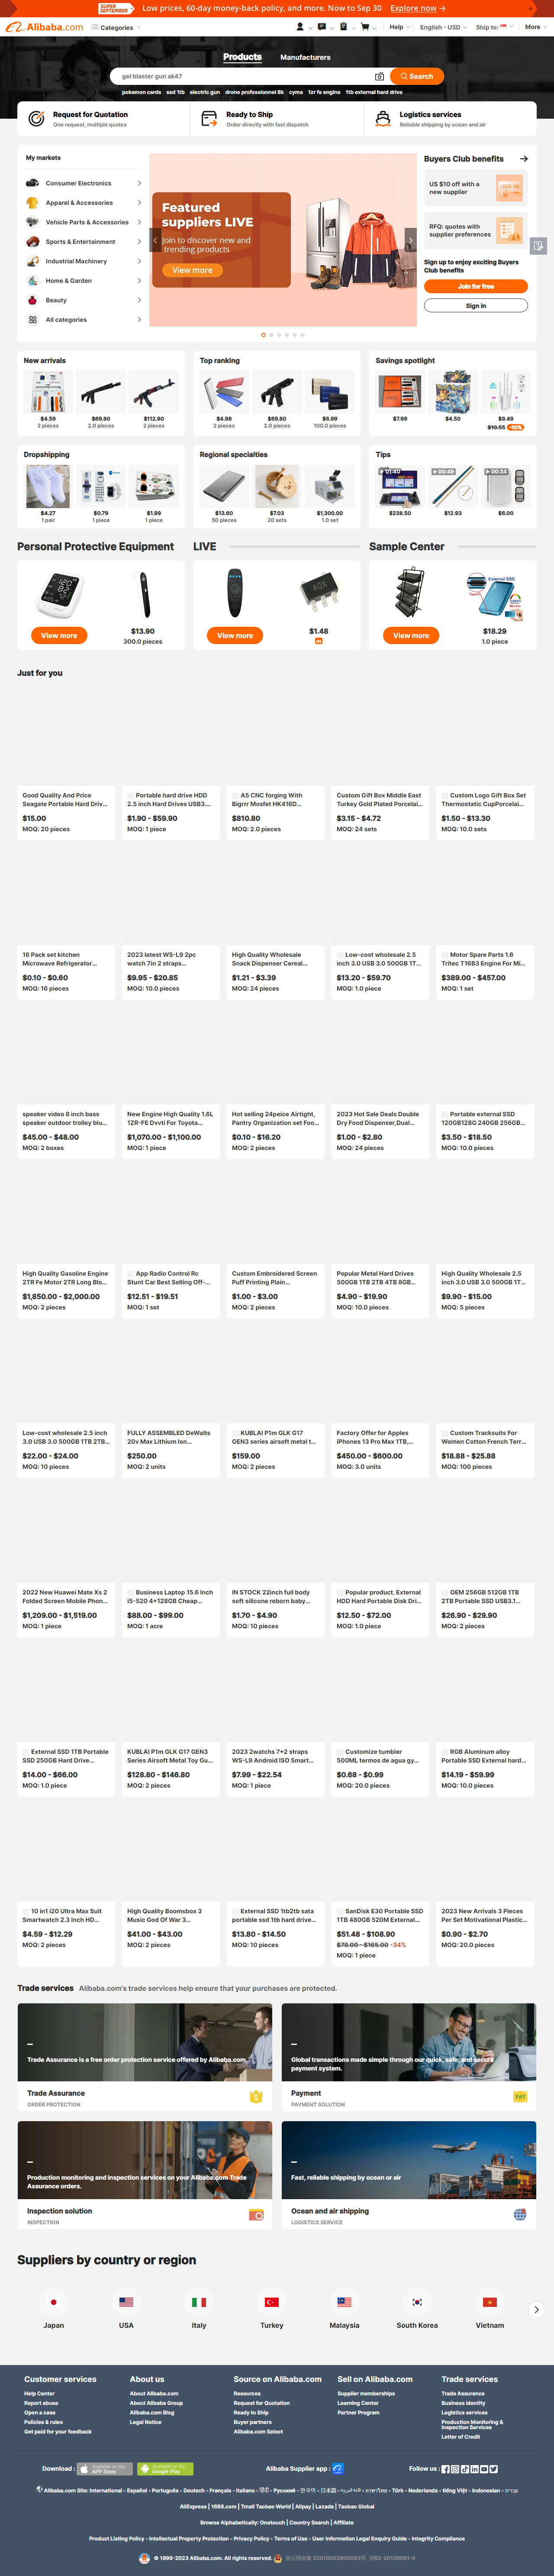 SUPER SEPTEMBER
Low prices, 60-day money-back policy, and more. Now to Sep 30 Explore now →
Alibaba.com Categories Help English - USD Ship to: More
Products Manufacturers
gel blaster gun ak47 Search
pokemon cards ssd 1tb electric gun drone professionnel 8k cyma 1zr fe engine 1tb external hard drive
Request for Quotation
One request, multiple quotes
Ready to Ship
Order directly with fast dispatch
Logistics services
Reliable shipping by ocean and air
My markets
Consumer Electronics
Apparel & Accessories
Vehicle Parts & Accessories
Sports & Entertainment
Industrial Machinery
Home & Garden
Beauty
All categories
Featured
suppliers LIVE
Join to discover new and
trending products
View more
Buyers Club benefits →
US $10 off with a
new supplier
RFQ: quotes with
supplier preferences
Sign up to enjoy exciting Buyers
Club benefits
Join for free
Sign in
New arrivals
$4.59 $69.80 $112.90
2 pieces 2.0 pieces 2 pieces
Top ranking
$4.98 $69.80 $6.99
2 pieces 2.0 pieces 100.0 pieces
Savings spotlight
$7.99 $4.50 $9.49
$10.55 -10%
Dropshipping
$4.27 $0.79 $1.99
1 pair 1 piece 1 piece
Regional specialties
$13.60 $7.03 $1,300.00
50 pieces 20 sets 1.0 set
Tips
01:40 00:49 00:34
$238.50 $12.93 $6.00
Personal Protective Equipment
View more
$13.90
300.0 pieces
LIVE
View more
$1.48
Sample Center
External SSD
View more
$18.29
1.0 piece
Just for you
Good Quality And Price
Seagate Portable Hard Driv...
$15.00
MOQ: 20 pieces
Portable hard drive HDD
2.5 inch Hard Drives USB3....
$1.90 - $59.90
MOQ: 1 piece
A5 CNC forging With
Bigrrr Mosfet HK416D...
$810.80
MOQ: 2.0 pieces
Custom Gift Box Middle East
Turkey Gold Plated Porcelai...
$3.15 - $4.72
MOQ: 24 sets
Custom Logo Gift Box Set
Thermostatic CupPorcelai...
$1.50 - $13.30
MOQ: 10.0 sets
16 Pack set kitchen
Microwave Refrigerator...
$0.10 - $0.60
MOQ: 16 pieces
2023 latest WS-L9 2pc
watch 7in 2 straps...
$9.95 - $20.85
MOQ: 10.0 pieces
High Quality Wholesale
Snack Dispenser Cereal...
$1.21 - $3.39
MOQ: 24 pieces
Low-cost wholesale 2.5
inch 3.0 USB 3.0 500GB 1T...
$13.20 - $59.70
MOQ: 1.0 piece
Motor Spare Parts 1.6
Tritec T16B3 Engine For Mi...
$389.00 - $457.00
MOQ: 1 set
speaker video 8 inch bass
speaker outdoor trolley blu...
$45.00 - $48.00
MOQ: 2 boxes
New Engine High Quality 1.6L
1ZR-FE Dvvti For Toyota...
$1,070.00 - $1,100.00
MOQ: 1 piece
Hot selling 24peice Airtight,
Pantry Organization set Foo...
$0.10 - $16.20
MOQ: 2 pieces
2023 Hot Sale Deals Double
Dry Food Dispenser,Dual...
$1.00 - $2.80
MOQ: 24 pieces
Portable external SSD
120GB128G 240GB 256GB...
$3.50 - $18.50
MOQ: 10.0 pieces
High Quality Gasoline Engine
2TR Fe Motor 2TR Long Blo...
$1,850.00 - $2,000.00
MOQ: 2 pieces
App Radio Control Rc
Stunt Car Best Selling Off-...
$12.51 - $19.51
MOQ: 1 set
Custom Embroidered Screen
Puff Printing Plain...
$1.00 - $3.00
MOQ: 2 pieces
Popular Metal Hard Drives
500GB 1TB 2TB 4TB 8GB...
$4.90 - $19.90
MOQ: 10.0 pieces
High Quality Wholesale 2.5
inch 3.0 USB 3.0 500GB 1T...
$9.90 - $15.00
MOQ: 5 pieces
Low-cost wholesale 2.5 inch
3.0 USB 3.0 500GB 1TB 2TB...
$22.00 - $24.00
MOQ: 10 pieces
FULLY ASSEMBLED DeWalts
20v Max Lithium Ion...
$250.00
MOQ: 2 units
KUBLAI P1m GLK G17
GEN3 series airsoft metal t...
$159.00
MOQ: 2 pieces
Factory Offer for Apples
iPhones 13 Pro Max 1TB,...
$450.00 - $600.00
MOQ: 3.0 units
Custom Tracksuits For
Women Cotton French Terr...
$18.88 - $25.88
MOQ: 100 pieces
2022 New Huawei Mate Xs 2
Folded Screen Mobile Phon...
$1,209.00 - $1,519.00
MOQ: 1 piece
Business Laptop 15.6 Inch
i5-520 4+128GB Cheap...
$88.00 - $99.00
MOQ: 1 acre
IN STOCK 22inch full body
soft silicone reborn baby...
$1.70 - $4.90
MOQ: 10 pieces
Popular product, External
HDD Hard Portable Disk Dri...
$12.50 - $72.00
MOQ: 1.0 piece
OEM 256GB 512GB 1TB
2TB Portable SSD USB3.1...
$26.90 - $29.90
MOQ: 2 pieces
External SSD 1TB Portable
SSD 250GB Hard Drive...
$14.00 - $66.00
MOQ: 1.0 piece
KUBLAI P1m GLK G17 GEN3
Series Airsoft Metal Toy Gu...
$128.80 - $146.80
MOQ: 2 pieces
2023 2watchs 7+2 straps
WS-L9 Android ISO Smart...
$7.99 - $22.54
MOQ: 1 piece
Customize tumbler
500ML termos de agua gy...
$0.68 - $0.99
MOQ: 20.0 pieces
RGB Aluminum alloy
Portable SSD External hard...
$14.19 - $59.99
MOQ: 10.0 pieces
10 in1 i20 Ultra Max Suit
Smartwatch 2.3 Inch HD...
$4.59 - $12.29
MOQ: 2 pieces
High Quality Boomsbox 3
Music God Of War 3...
$41.00 - $43.00
MOQ: 2 pieces
External SSD 1tb2tb sata
portable ssd 1tb hard drive...
$13.80 - $14.50
MOQ: 10 pieces
SanDisk E30 Portable SSD
1TB 480GB 520M External...
$51.48 - $108.90
$78.00 - $165.00 -34%
MOQ: 1 piece
2023 New Arrivals 3 Pieces
Per Set Motivational Plastic...
$0.90 - $2.70
MOQ: 20.0 pieces
Trade services Alibaba.com's trade services help ensure that your purchases are protected.
Trade Assurance is a free order protection service offered by Alibaba.com.
Trade Assurance
ORDER PROTECTION
Global transactions made simple through our quick, safe, and secure
payment system.
Payment
PAYMENT SOLUTION
PAY
Production monitoring and inspection services on your Alibaba.com Trade
Assurance orders.
Inspection solution
INSPECTION
Fast, reliable shipping by ocean or air
Ocean and air shipping
LOGISTICS SERVICE
Suppliers by country or region
Japan USA Italy Turkey Malaysia South Korea Vietnam
Customer services
Help Center
Report abuse
Open a case
Policies & rules
Get paid for your feedback
About us
About Alibaba.com
About Alibaba Group
Alibaba.com Blog
Legal Notice
Source on Alibaba.com
Resources
Request for Quotation
Ready to Ship
Buyer partners
Alibaba.com Select
Sell on Alibaba.com
Supplier memberships
Learning Center
Partner Program
Trade services
Trade Assurance
Business identity
Logistics services
Production Monitoring &
Inspection Services
Letter of Credit
Download : Available on the APP Store Available on the Google Play Alibaba Supplier app : Follow us :
Alibaba.com Site: International - Español - Português - Deutsch - Français - Italiano - हिंदी - Pусский - 한국어 - 日本語 - اللغة العربية - ภาษาไทย - Türk - Nederlands - tiếng Việt - Indonesian - עברית
AliExpress | 1688.com | Tmall Taobao World | Alipay | Lazada | Taobao Global
Browse Alphabetically: Onetouch | Country Search | Affiliate
Product Listing Policy - Intellectual Property Protection - Privacy Policy - Terms of Use - User Information Legal Enquiry Guide - Integrity Compliance
© 1999-2023 Alibaba.com. All rights reserved. 浙公网安备 33010002000092号 浙B2-20120091-4